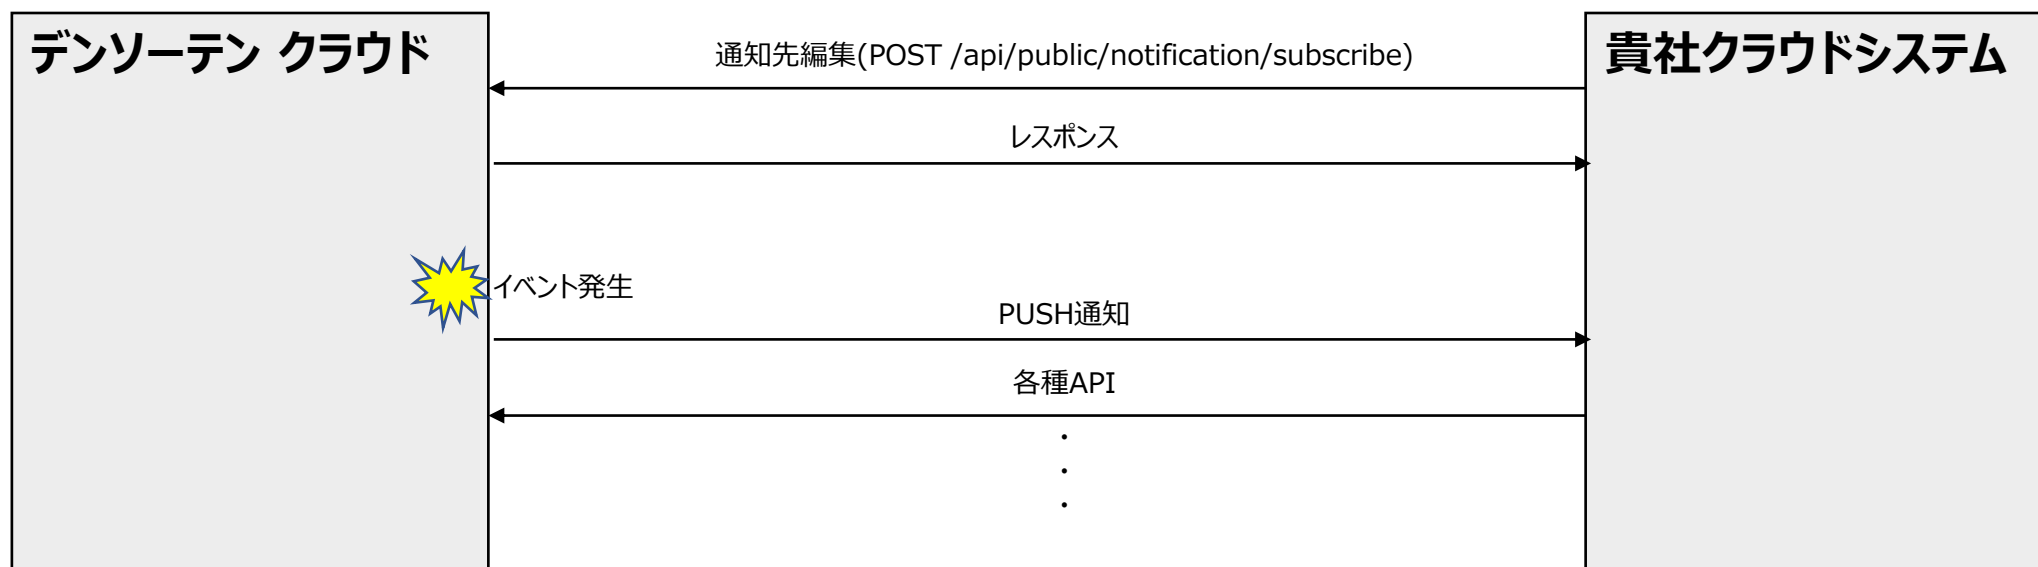 デンソーテン クラウド
貴社クラウドシステム
通知先編集(POST /api/public/notification/subscribe)
レスポンス
イベント発生
PUSH通知
各種API
・
・
・